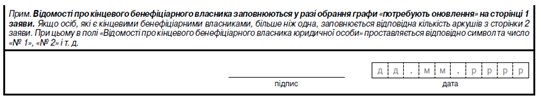 Прим. Відомості про кінцевого бенефіціарного власника заповнюються у разі обрання графи «потребують оновлення» на сторінці 1
заяви. Якщо осіб, які є кінцевими бенефіціарними власниками, більше ніж одна, заповнюється відповідна кількість аркушів з сторінки 2
заяви. При цьому в полі «Відомості про кінцевого бенефіціарного власника юридичної особи» проставляється відповідно символ та число
«№ 1», «№ 2» і т. д.
д д . м м . р р р р
підпис дата